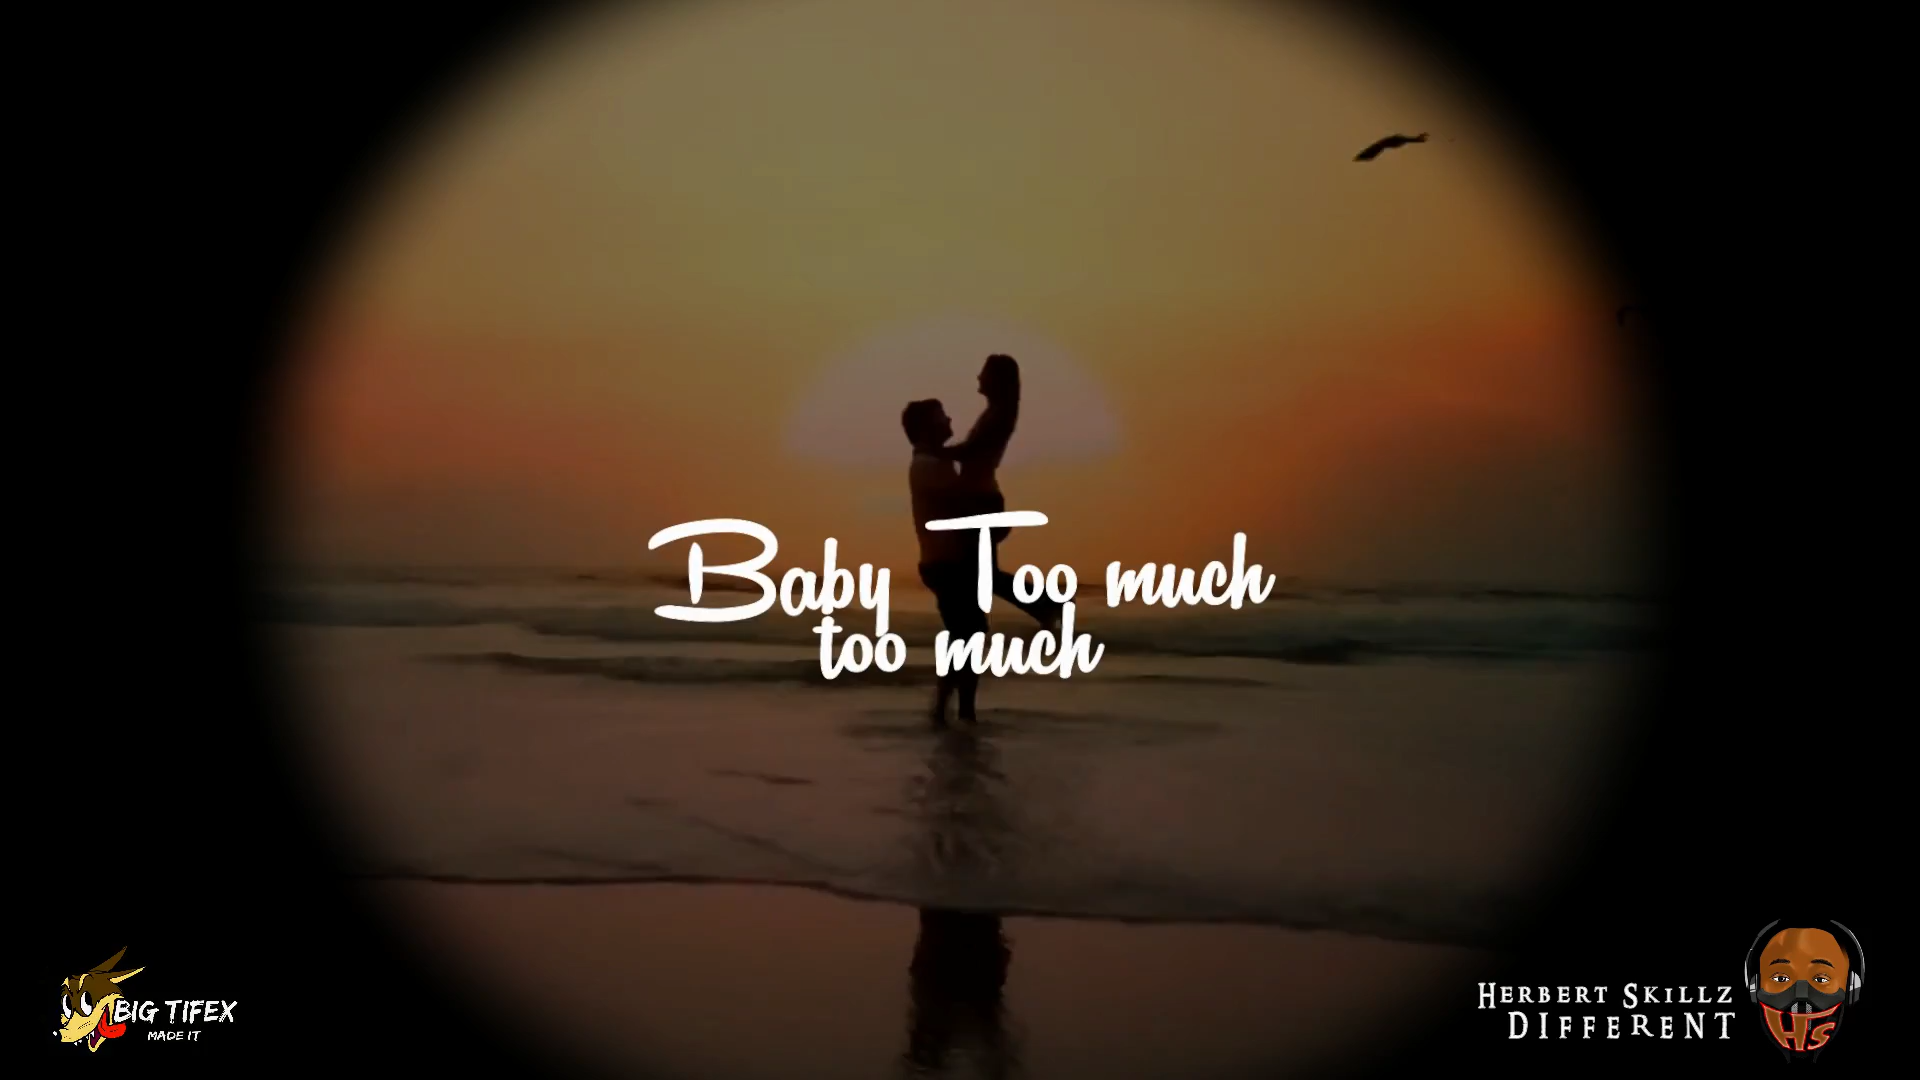 Baby Too much
too much
BIG TIFEX
MADE IT
HERBERT SKILLZ
DIFFERENT
HS